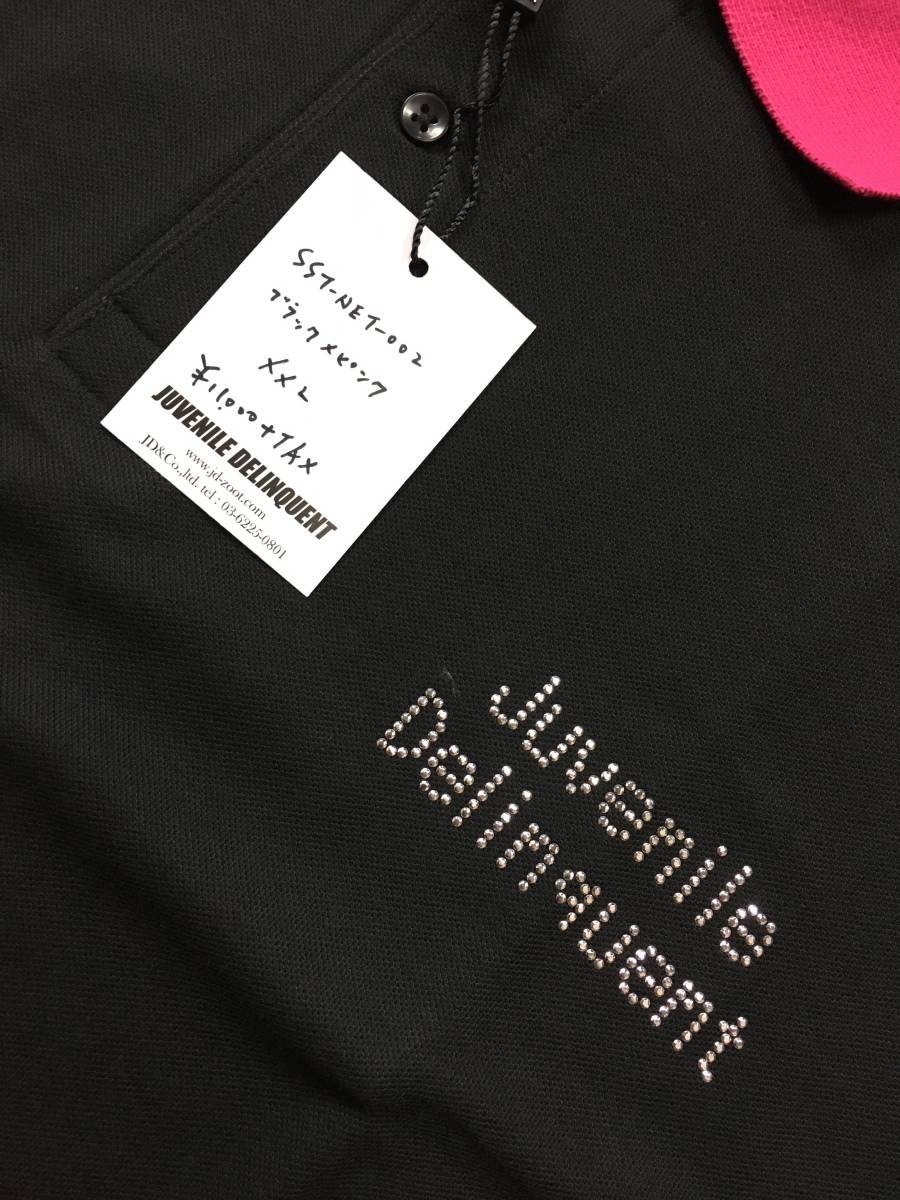 SST-NET-002
ブラック×ピンク
XXL
¥11,000+TAX
JUVENILE DELINQUENT
www.jd-zoot.com
JD&Co.,ltd. tel : 03-6225-0801
Juvenile
Delinquent